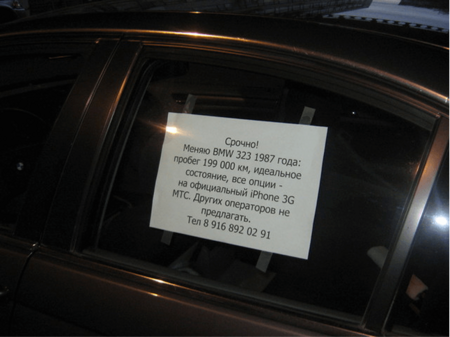 Срочно!
Меняю BMW 323 1987 года:
пробег 199 000 км, идеальное
состояние, все опции -
на официальный iPhone 3G
МТС. Других операторов не
предлагать.
Тел 8 916 892 02 91